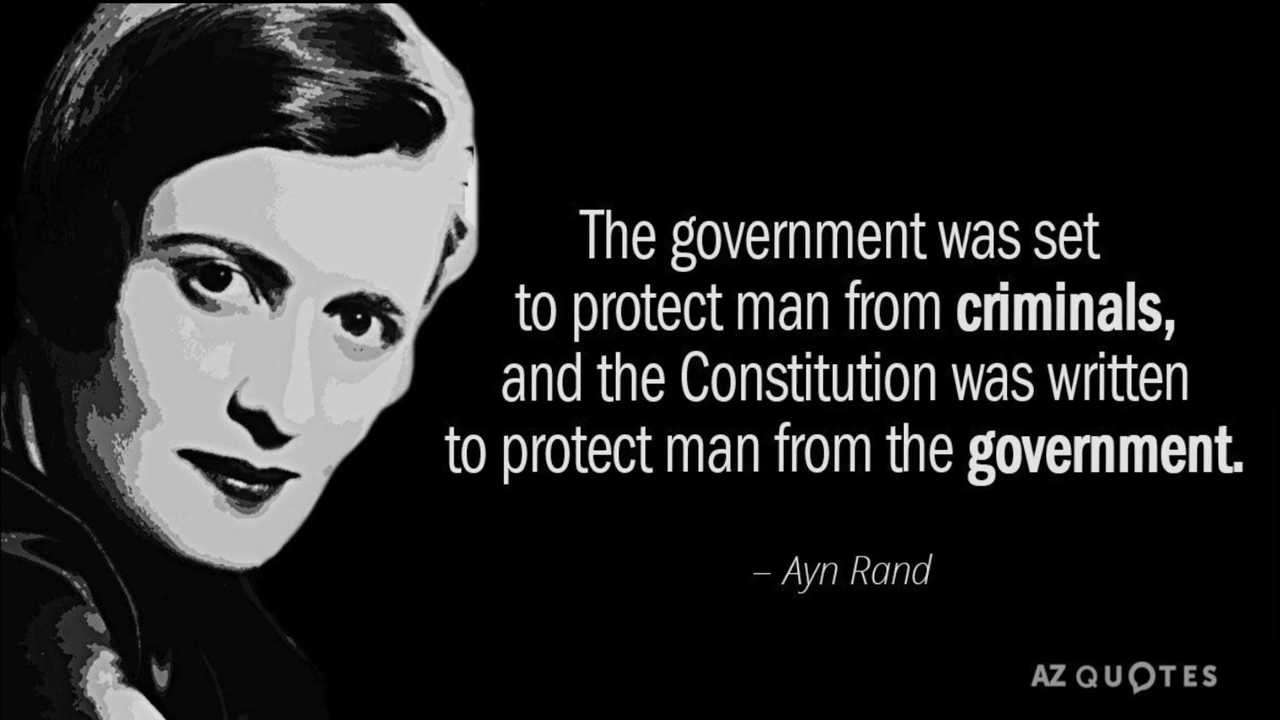 The government was set
to protect man from criminals,
and the Constitution was written
to protect man from the government.
– Ayn Rand
AZ QUOTES